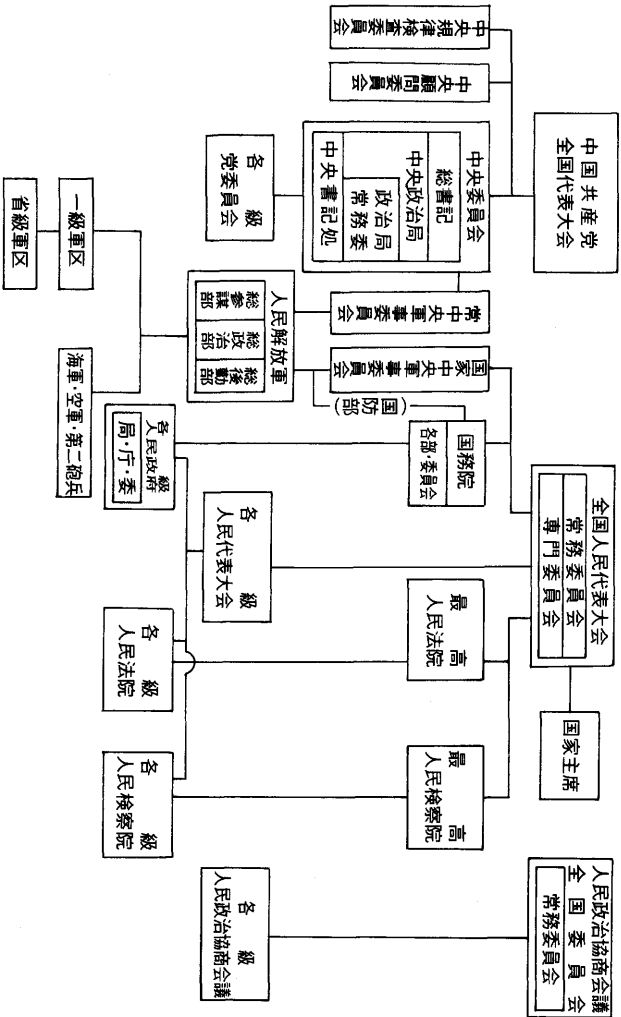 中国共産党
全国代表大会
中央規律検査委員会
中央顧問委員会
中央委員会
総書記
中央政治局
政治局
常務委
中央書記処
各級
党委員会
党中央軍事委員会
国家中央軍事委員会
人民解放軍
総参謀部
総政治部
総後勤部
一級軍区
省級軍区
海軍・空軍・第二砲兵
(国防部)
全国人民代表大会
常務委員会
専門委員会
国家主席
国務院
各部・委員会
各級
人民政府
局・庁・委
各級
人民代表大会
最高
人民法院
各級
人民法院
最高
人民検察院
各級
人民検察院
人民政治協商会議
全国委員会
常務委員会
各級
人民政治協商会議